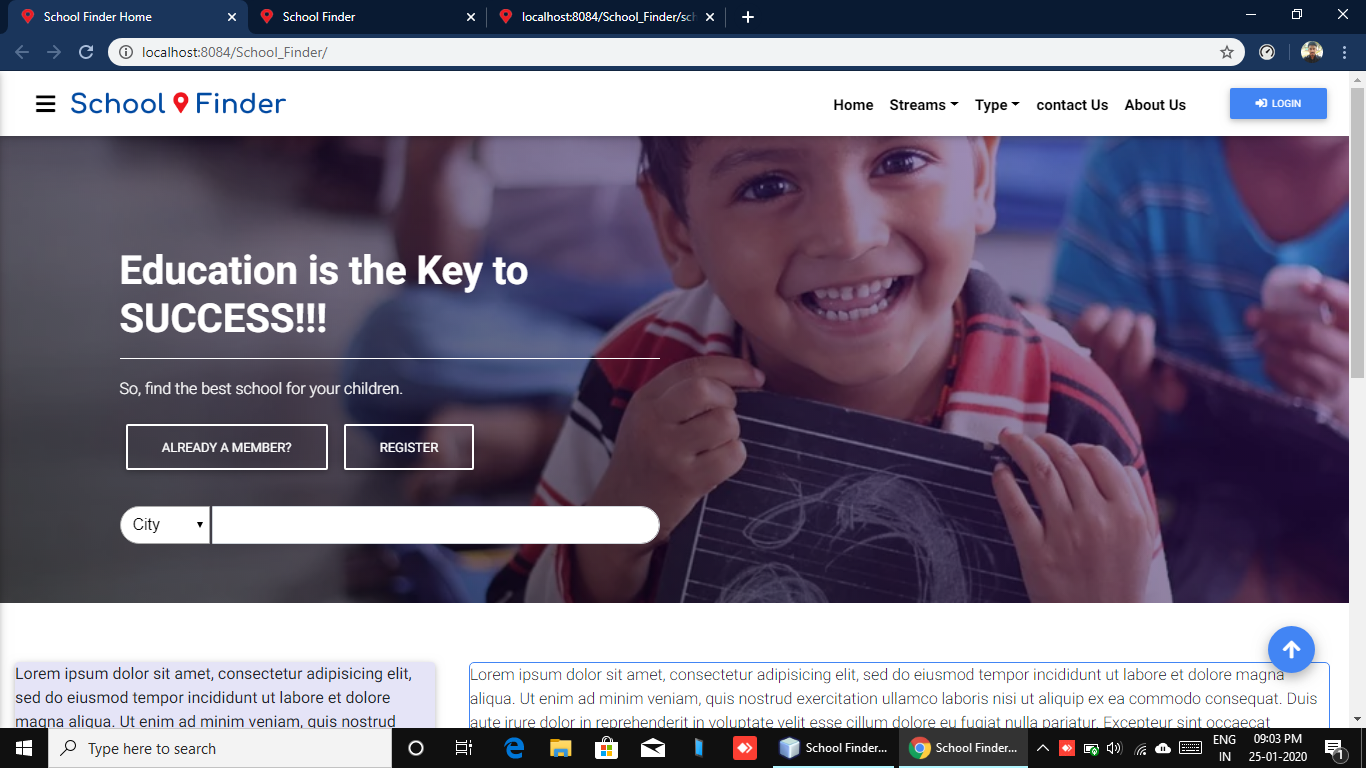 School Finder Home
School Finder
localhost:8084/School_Finder/sch
localhost:8084/School_Finder/
School Finder
Home Streams Type contact Us About Us
LOGIN
Education is the Key to
SUCCESS!!!
So, find the best school for your children.
ALREADY A MEMBER? REGISTER
City
Lorem ipsum dolor sit amet, consectetur adipisicing elit,
sed do eiusmod tempor incididunt ut labore et dolore
magna aliqua. Ut enim ad minim veniam, quis nostrud
Lorem ipsum dolor sit amet, consectetur adipisicing elit, sed do eiusmod tempor incididunt ut labore et dolore magna
aliqua. Ut enim ad minim veniam, quis nostrud exercitation ullamco laboris nisi ut aliquip ex ea commodo consequat. Duis
aute irure dolor in reprehenderit in voluptate velit esse cillum dolore eu fugiat nulla pariatur. Excepteur sint occaecat
Type here to search
School Finder...
School Finder...
ENG
IN
09:03 PM
25-01-2020
1